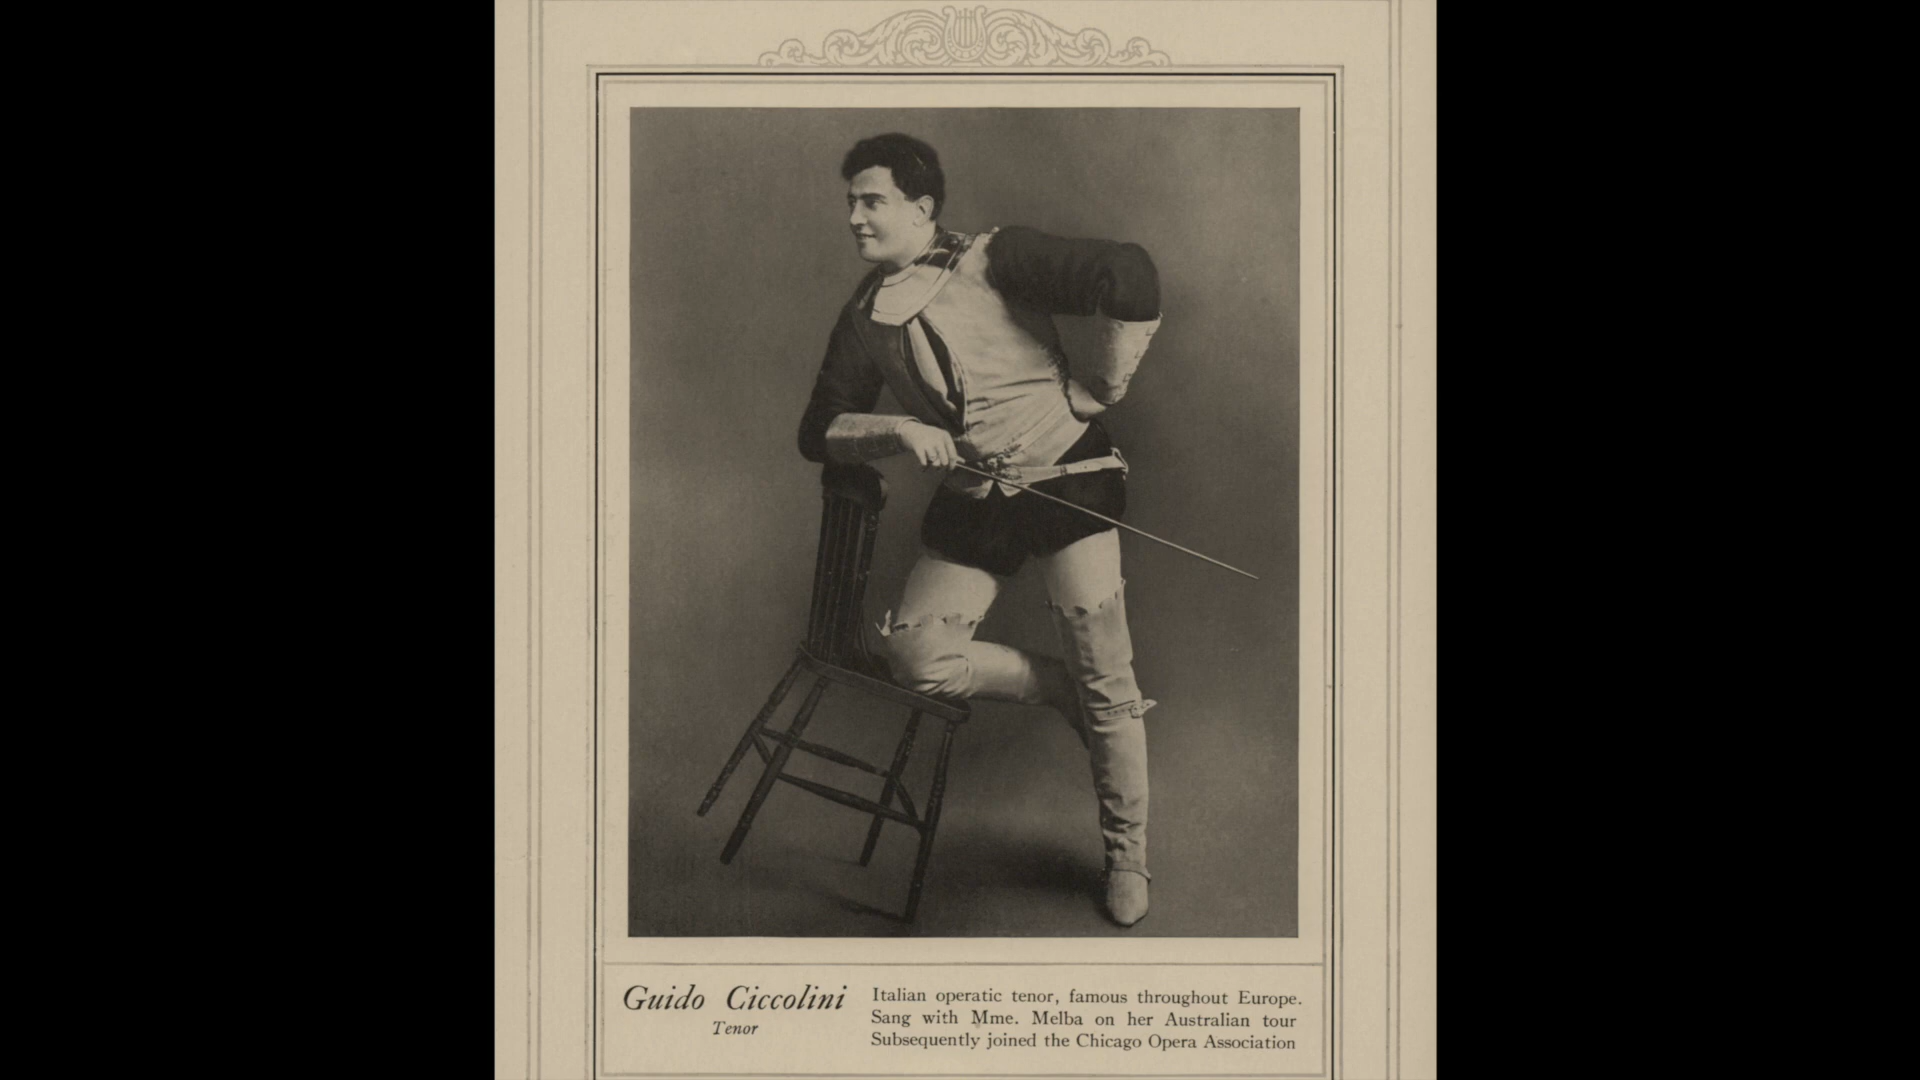 Guido Ciccolini
Tenor
Italian operatic tenor, famous throughout Europe.
Sang with Mme. Melba on her Australian tour
Subsequently joined the Chicago Opera Association